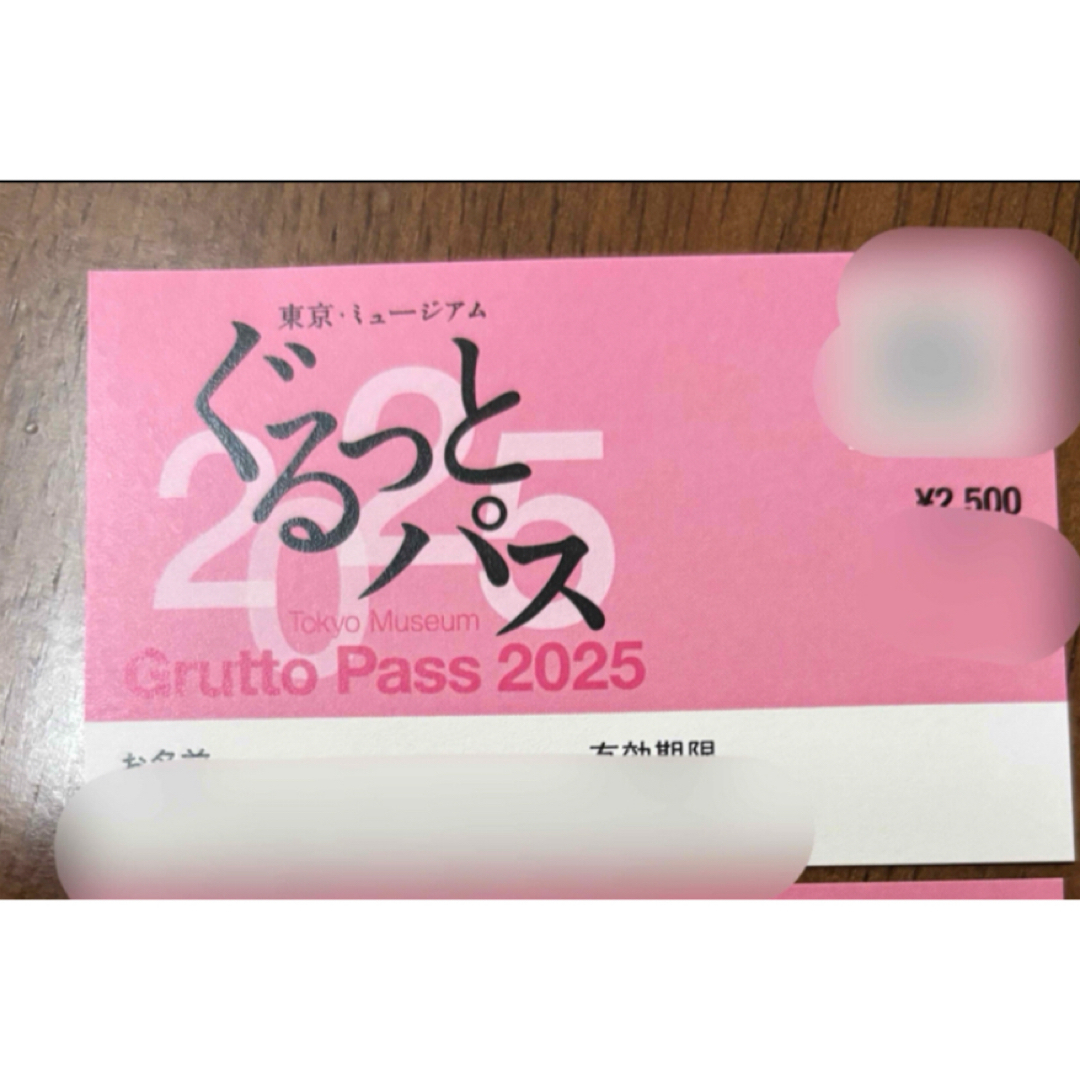 東京・ミュージアム
ぐるっと
パス
2025
Tokyo Museum
Grutto Pass 2025
¥2,500
お名前
有効期限